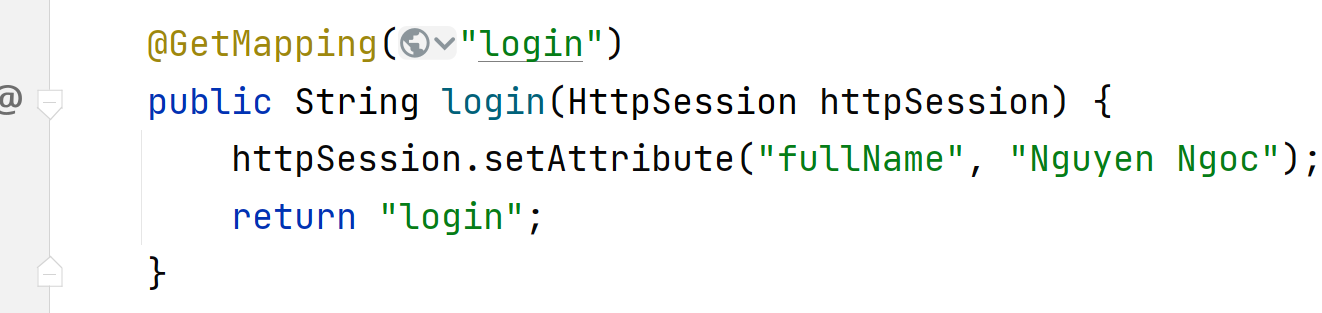 @GetMapping("login")
@ public String login(HttpSession httpSession) {
httpSession.setAttribute("fullName", "Nguyen Ngoc");
return "login";
}